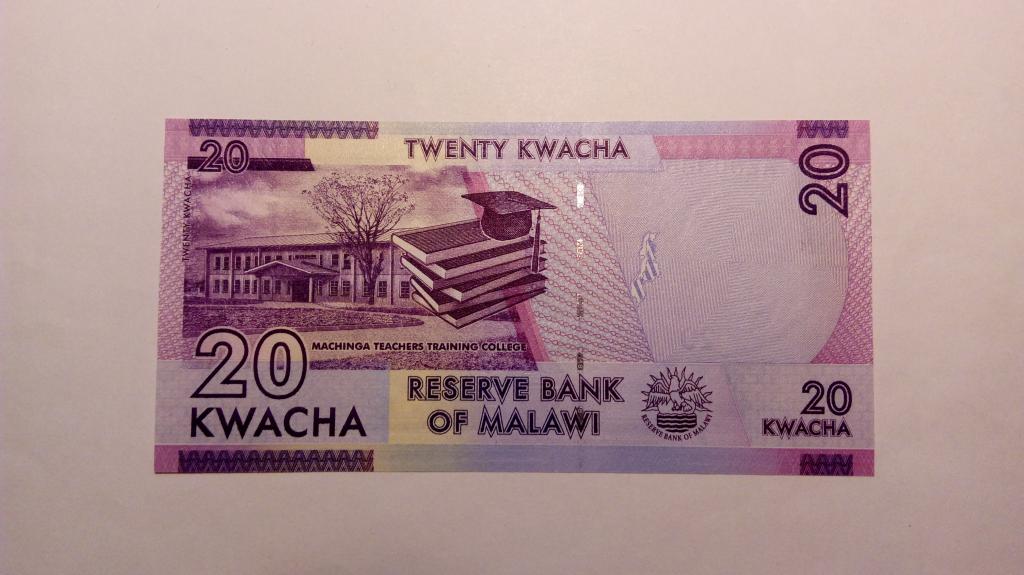 20
TWENTY KWACHA
20
TWENTY KWACHA
MACHINGA TEACHERS TRAINING COLLEGE
20
KWACHA
RESERVE BANK
OF MALAWI
RESERVE BANK OF MALAWI
20
KWACHA